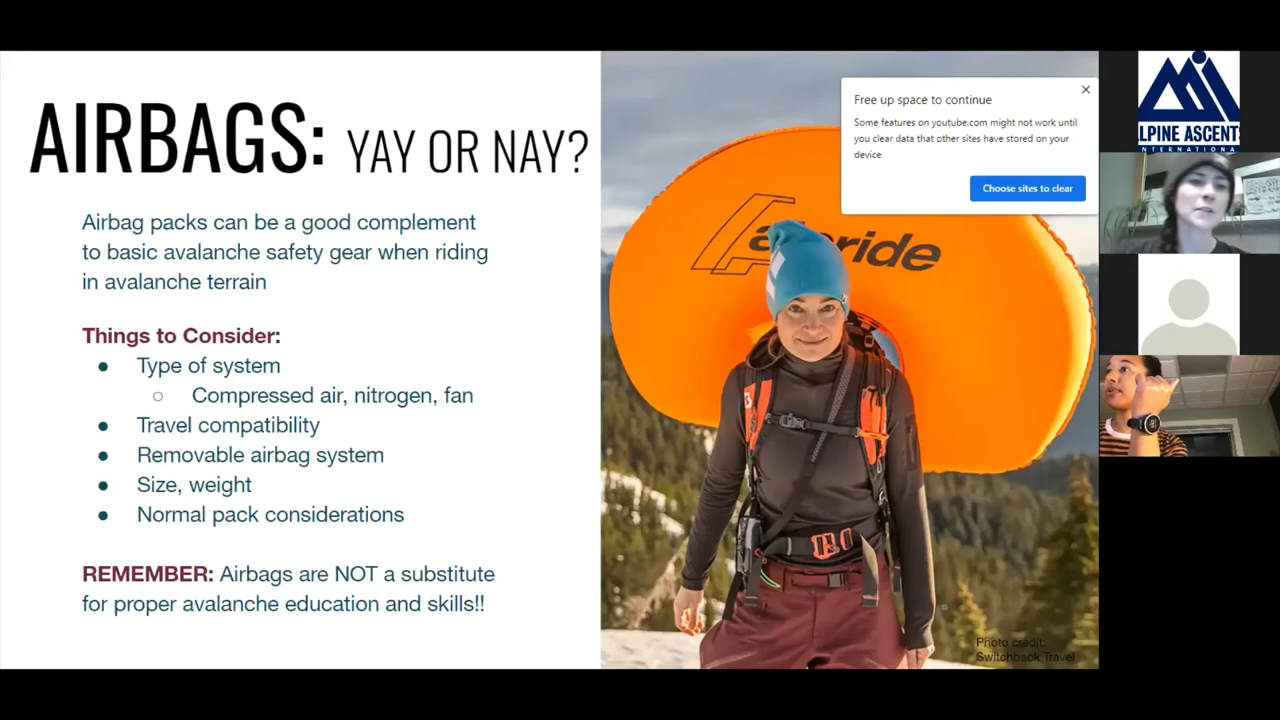 AIRBAGS: YAY OR NAY?
Airbag packs can be a good complement
to basic avalanche safety gear when riding
in avalanche terrain
Things to Consider:
Type of system
Compressed air, nitrogen, fan
Travel compatibility
Removable airbag system
Size, weight
Normal pack considerations
REMEMBER: Airbags are NOT a substitute
for proper avalanche education and skills!!
Free up space to continue
Some features on youtube.com might not work until
you clear data that other sites have stored on your
device
Choose sites to clear
Photo credit:
Switchback Travel
LPINE ASCENT
NTERNATIONA